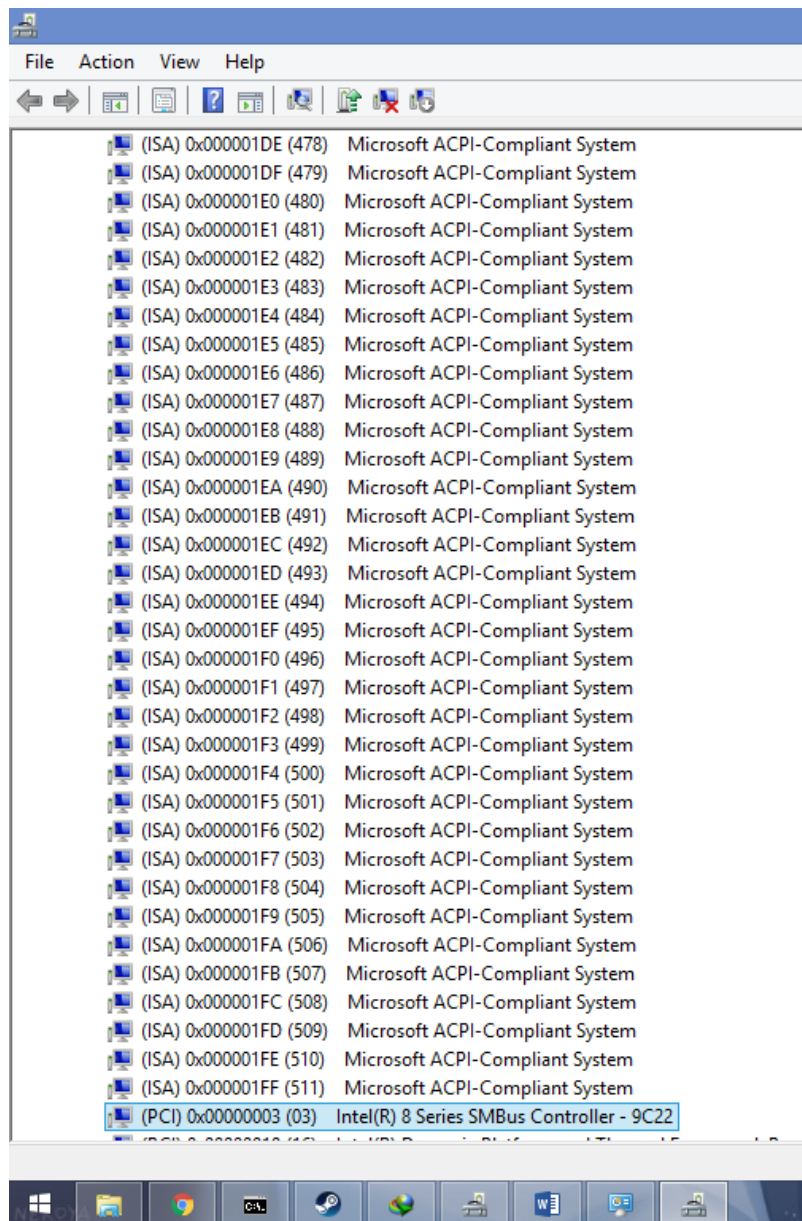 File Action View Help
(ISA) 0x000001DE (478) Microsoft ACPI-Compliant System
(ISA) 0x000001DF (479) Microsoft ACPI-Compliant System
(ISA) 0x000001E0 (480) Microsoft ACPI-Compliant System
(ISA) 0x000001E1 (481) Microsoft ACPI-Compliant System
(ISA) 0x000001E2 (482) Microsoft ACPI-Compliant System
(ISA) 0x000001E3 (483) Microsoft ACPI-Compliant System
(ISA) 0x000001E4 (484) Microsoft ACPI-Compliant System
(ISA) 0x000001E5 (485) Microsoft ACPI-Compliant System
(ISA) 0x000001E6 (486) Microsoft ACPI-Compliant System
(ISA) 0x000001E7 (487) Microsoft ACPI-Compliant System
(ISA) 0x000001E8 (488) Microsoft ACPI-Compliant System
(ISA) 0x000001E9 (489) Microsoft ACPI-Compliant System
(ISA) 0x000001EA (490) Microsoft ACPI-Compliant System
(ISA) 0x000001EB (491) Microsoft ACPI-Compliant System
(ISA) 0x000001EC (492) Microsoft ACPI-Compliant System
(ISA) 0x000001ED (493) Microsoft ACPI-Compliant System
(ISA) 0x000001EE (494) Microsoft ACPI-Compliant System
(ISA) 0x000001EF (495) Microsoft ACPI-Compliant System
(ISA) 0x000001F0 (496) Microsoft ACPI-Compliant System
(ISA) 0x000001F1 (497) Microsoft ACPI-Compliant System
(ISA) 0x000001F2 (498) Microsoft ACPI-Compliant System
(ISA) 0x000001F3 (499) Microsoft ACPI-Compliant System
(ISA) 0x000001F4 (500) Microsoft ACPI-Compliant System
(ISA) 0x000001F5 (501) Microsoft ACPI-Compliant System
(ISA) 0x000001F6 (502) Microsoft ACPI-Compliant System
(ISA) 0x000001F7 (503) Microsoft ACPI-Compliant System
(ISA) 0x000001F8 (504) Microsoft ACPI-Compliant System
(ISA) 0x000001F9 (505) Microsoft ACPI-Compliant System
(ISA) 0x000001FA (506) Microsoft ACPI-Compliant System
(ISA) 0x000001FB (507) Microsoft ACPI-Compliant System
(ISA) 0x000001FC (508) Microsoft ACPI-Compliant System
(ISA) 0x000001FD (509) Microsoft ACPI-Compliant System
(ISA) 0x000001FE (510) Microsoft ACPI-Compliant System
(ISA) 0x000001FF (511) Microsoft ACPI-Compliant System
(PCI) 0x00000003 (03) Intel(R) 8 Series SMBus Controller - 9C22